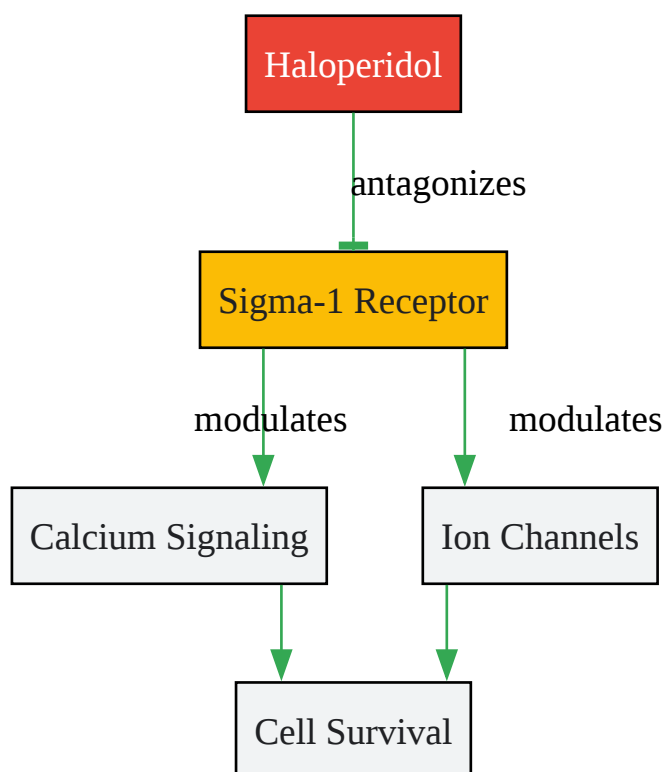 Haloperidol
antagonizes
Sigma-1 Receptor
modulates
modulates
Calcium Signaling
Ion Channels
Cell Survival